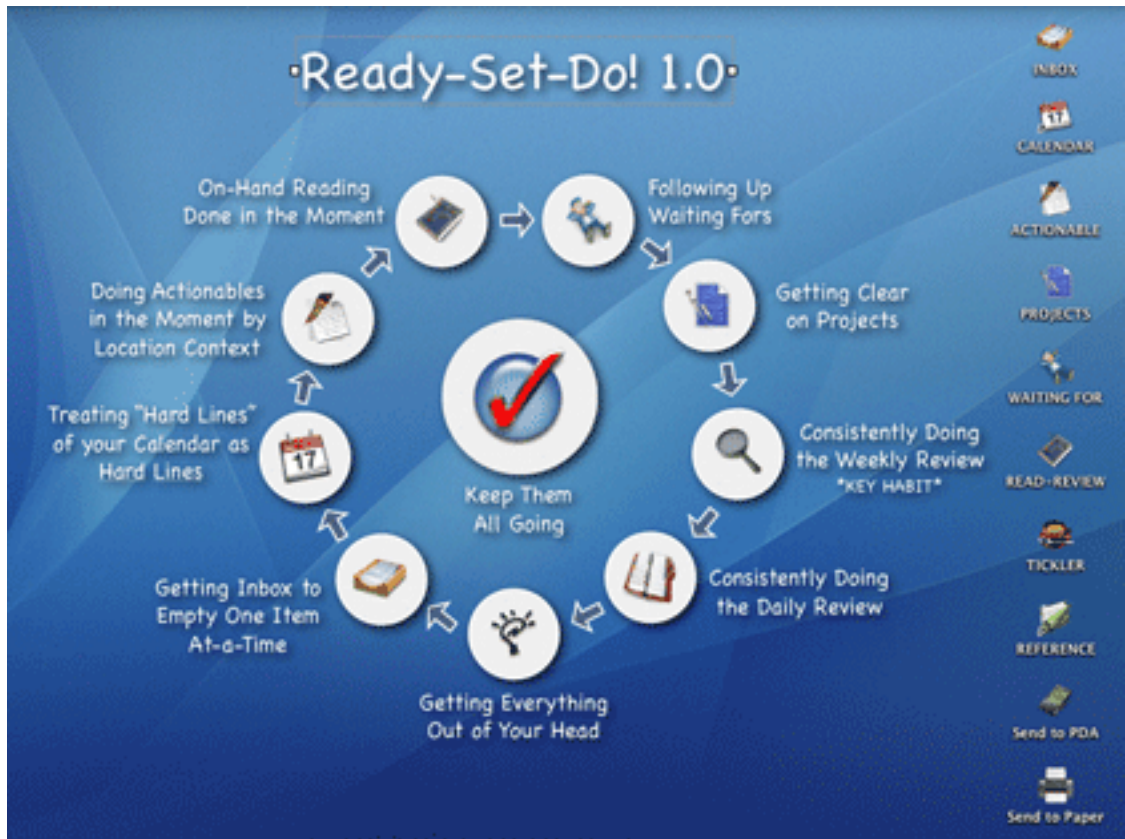 Ready-Set-Do! 1.0
On-Hand Reading
Done in the Moment
Following Up
Waiting Fors
Getting Clear
on Projects
Consistently Doing
the Weekly Review
*KEY HABIT*
Consistently Doing
the Daily Review
Getting Everything
Out of Your Head
Getting Inbox to
Empty One Item
At-a-Time
Treating "Hard Lines"
of your Calendar as
Hard Lines
17
Doing Actionables
in the Moment by
Location Context
Keep Them
All Going
INBOX
17
CALENDAR
ACTIONABLE
PROJECTS
WAITING FOR
READ-REVIEW
TICKLER
REFERENCE
Send to PDA
Send to Paper